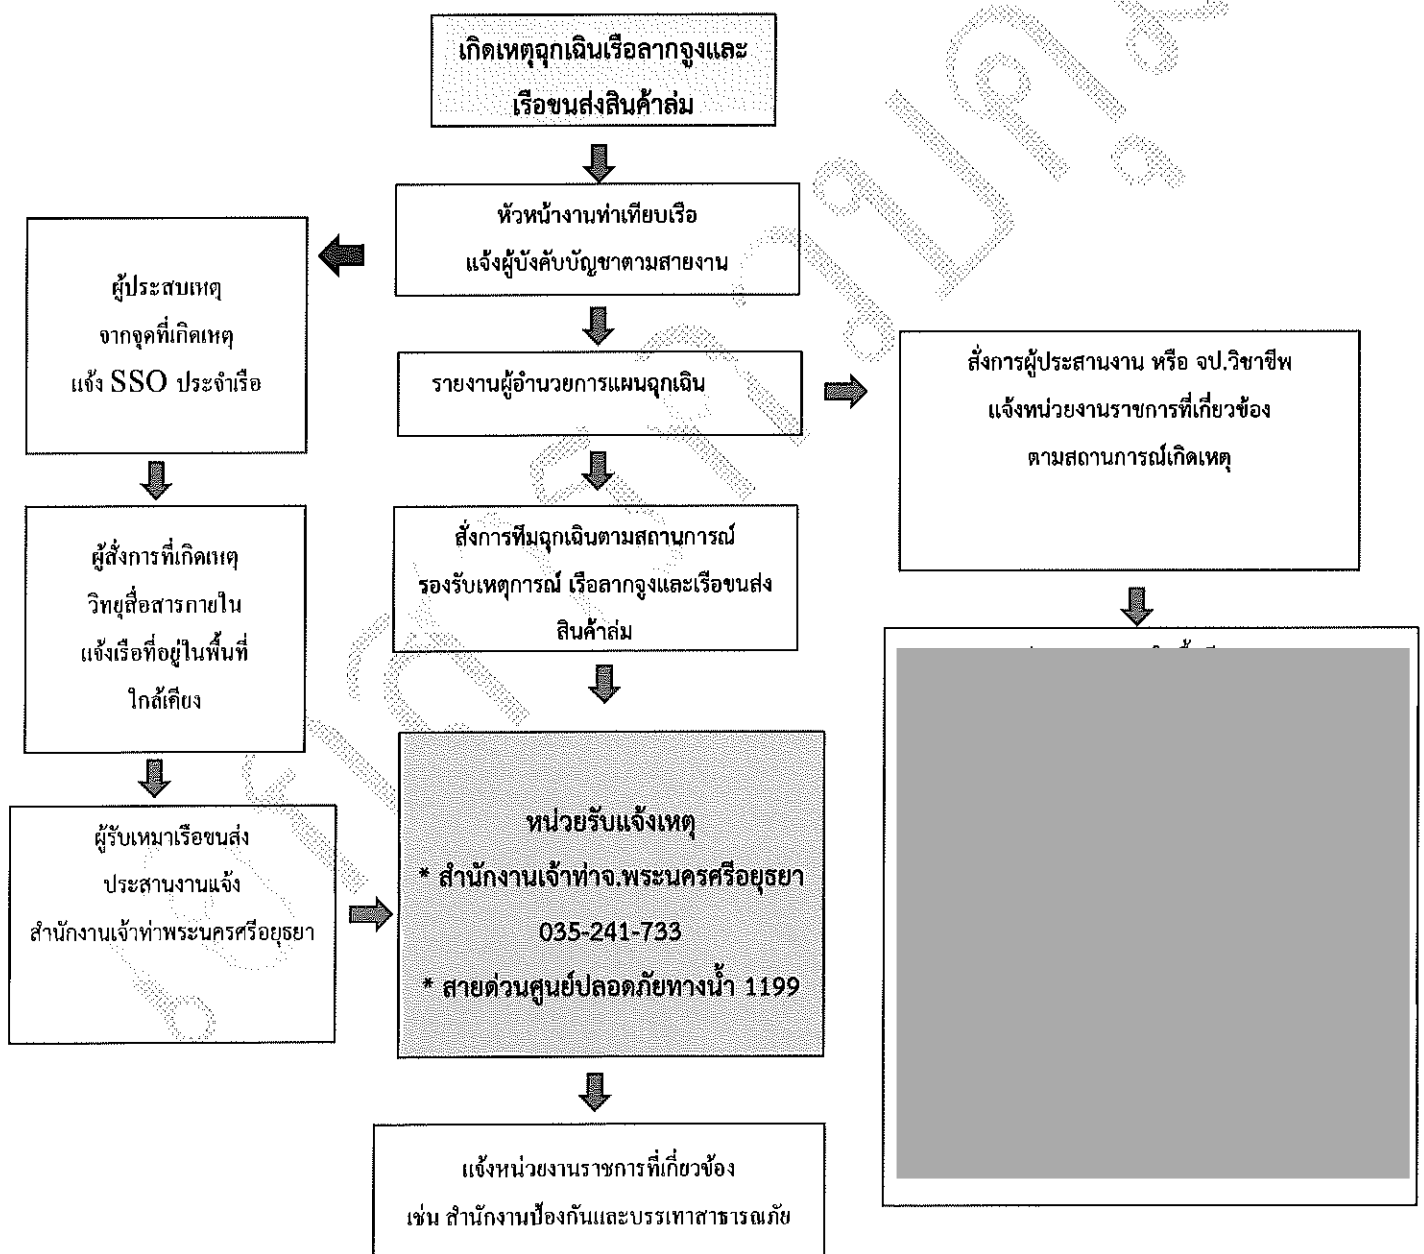 เกิดเหตุฉุกเฉินเรือลากจูงและ
เรือขนส่งสินค้าล่ม
หัวหน้างานท่าเทียบเรือ
แจ้งผู้บังคับบัญชาตามสายงาน
ผู้ประสบเหตุ
จากจุดที่เกิดเหตุ
แจ้ง SSO ประจำเรือ
รายงานผู้อำนวยการแผนฉุกเฉิน
สั่งการผู้ประสานงาน หรือ จป.วิชาชีพ
แจ้งหน่วยงานราชการที่เกี่ยวข้อง
ตามสถานการณ์เกิดเหตุ
ผู้สั่งการที่เกิดเหตุ
วิทยุสื่อสารภายใน
แจ้งเรือที่อยู่ในพื้นที่
ใกล้เคียง
สั่งการทีมฉุกเฉินตามสถานการณ์
รองรับเหตุการณ์ เรือลากจูงและเรือขนส่ง
สินค้าล่ม
ผู้รับเหมาเรือขนส่ง
ประสานงานแจ้ง
สำนักงานเจ้าท่าพระนครศรีอยุธยา
หน่วยรับแจ้งเหตุ
* สำนักงานเจ้าท่าจ.พระนครศรีอยุธยา
035-241-733
* สายด่วนศูนย์ปลอดภัยทางน้ำ 1199
แจ้งหน่วยงานราชการที่เกี่ยวข้อง
เช่น สำนักงานป้องกันและบรรเทาสาธารณภัย